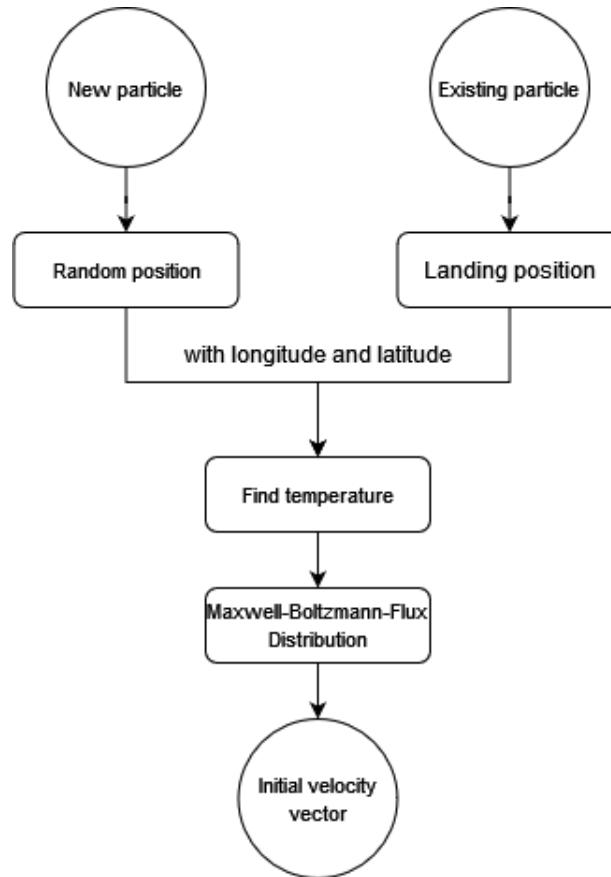 New particle
Existing particle
Random position
Landing position
with longitude and latitude
Find temperature
Maxwell-Boltzmann-Flux
Distribution
Initial velocity
vector